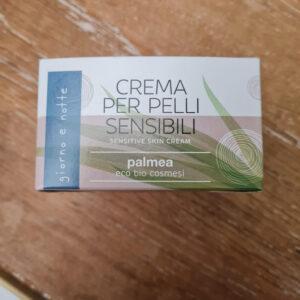 giorno e notte
CREMA
PER PELLI
SENSIBILI
SENSITIVE SKIN CREAM
palmea
eco bio cosmesi